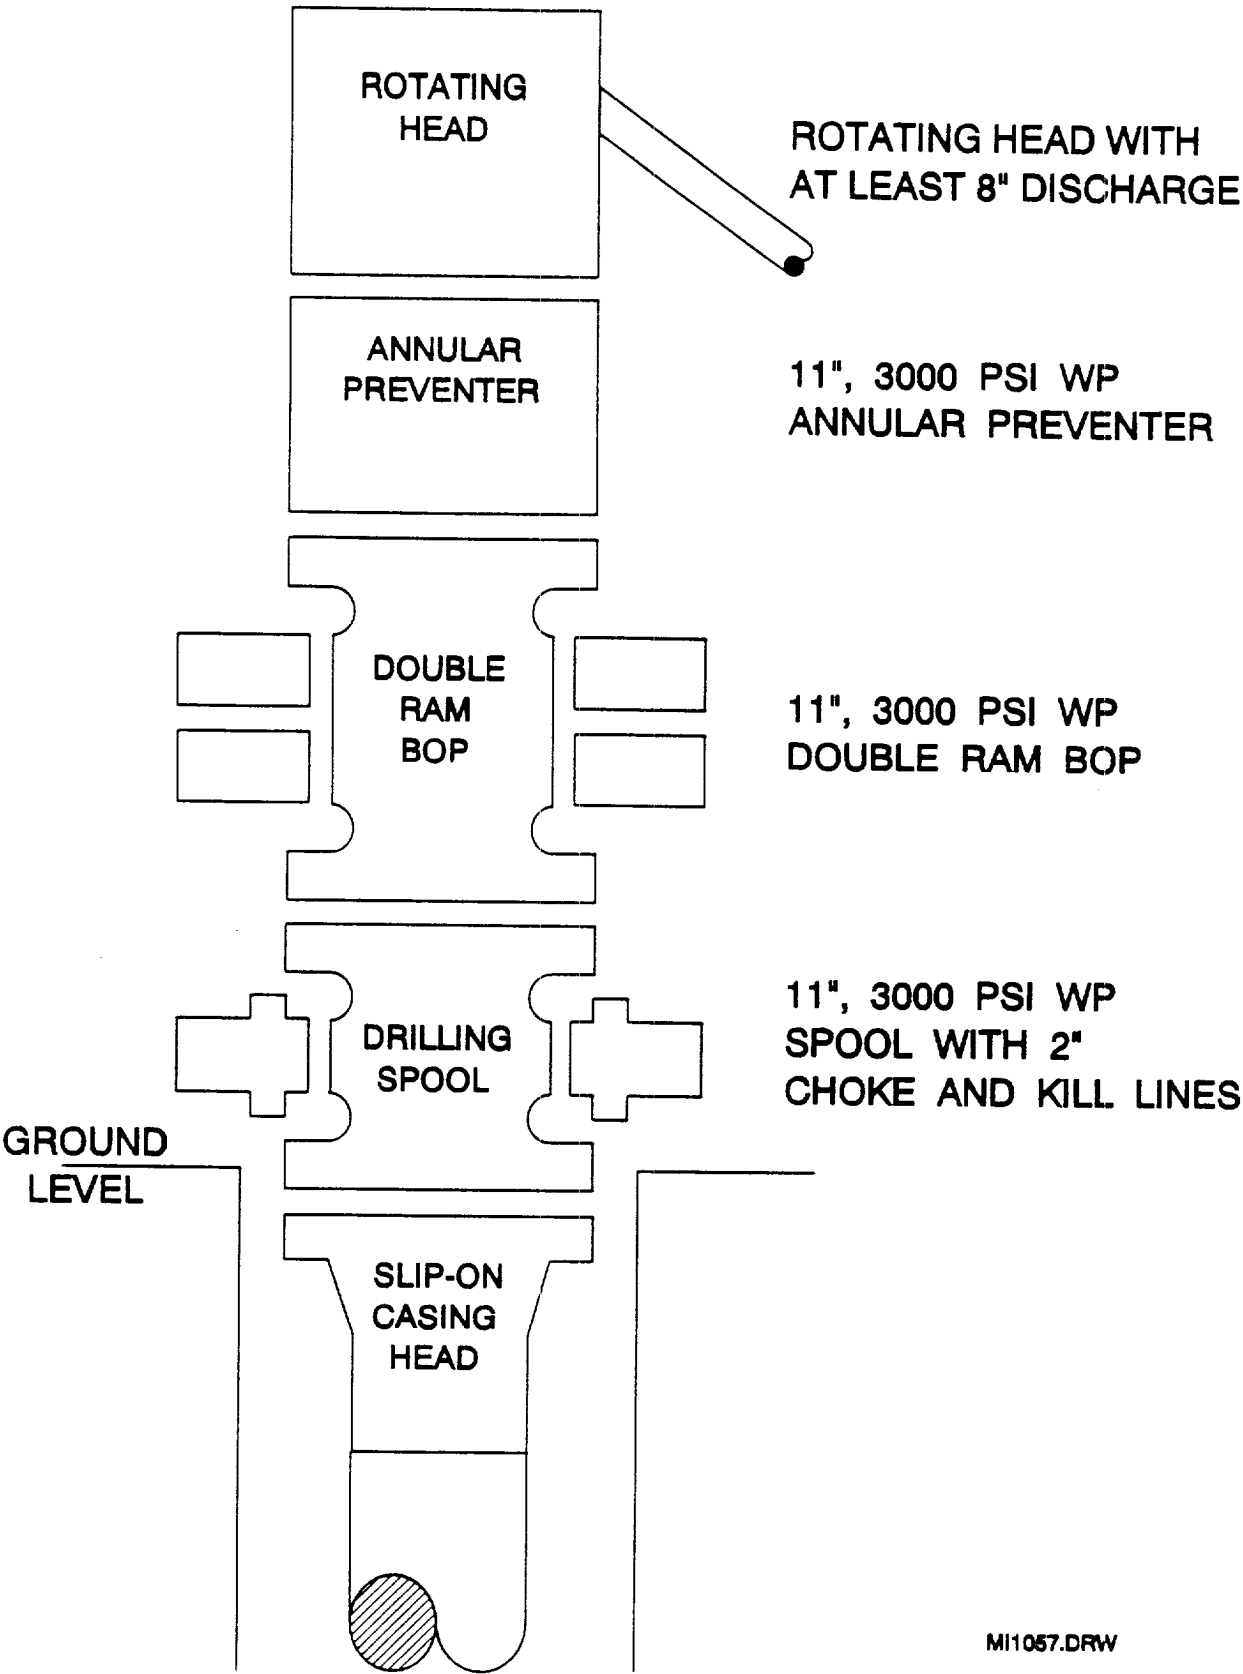 ROTATING
HEAD
ROTATING HEAD WITH
AT LEAST 8" DISCHARGE
ANNULAR
PREVENTER
11", 3000 PSI WP
ANNULAR PREVENTER
DOUBLE
RAM
BOP
11", 3000 PSI WP
DOUBLE RAM BOP
DRILLING
SPOOL
11", 3000 PSI WP
SPOOL WITH 2"
CHOKE AND KILL LINES
GROUND
LEVEL
SLIP-ON
CASING
HEAD
MI1057.DRW